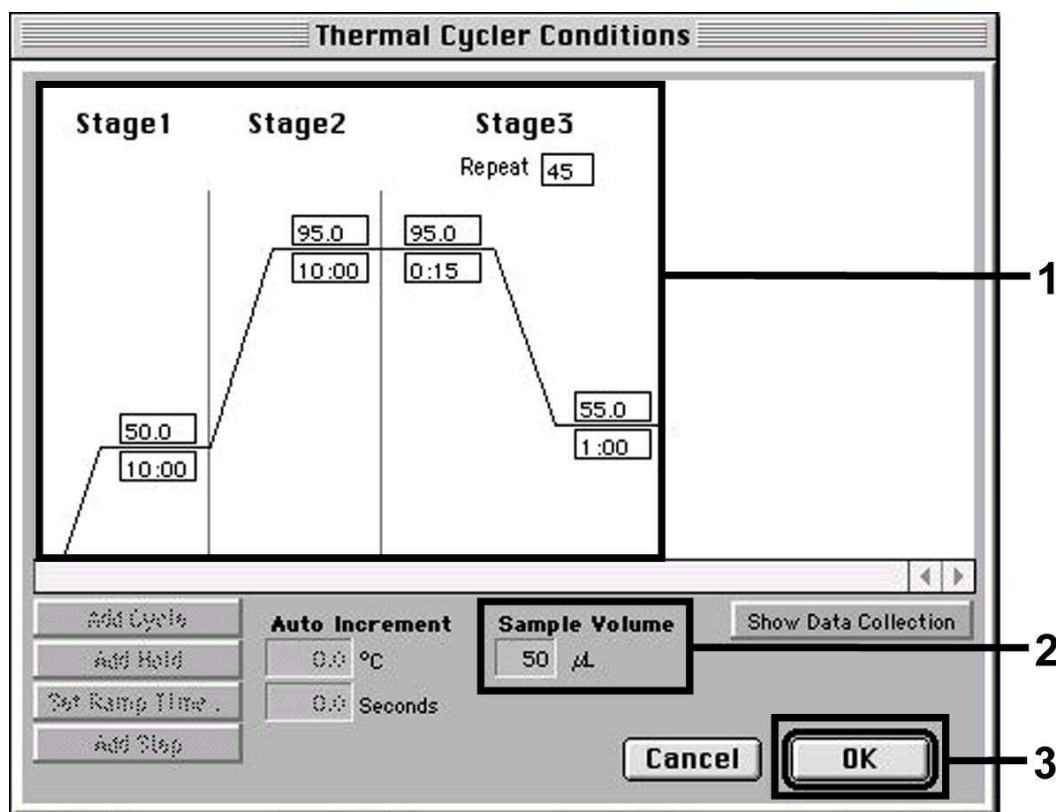 Thermal Cycler Conditions
Stage1 Stage2 Stage3
Repeat 45
95.0 95.0
10:00 0:15
1
55.0
50.0
1:00
10:00
Add Cycle
Auto Increment Sample Volume Show Data Collection
Add Hold 0.0 °C 50 µL 2
Set Ramp Time..
0.0 Seconds
Add Step
Cancel OK 3